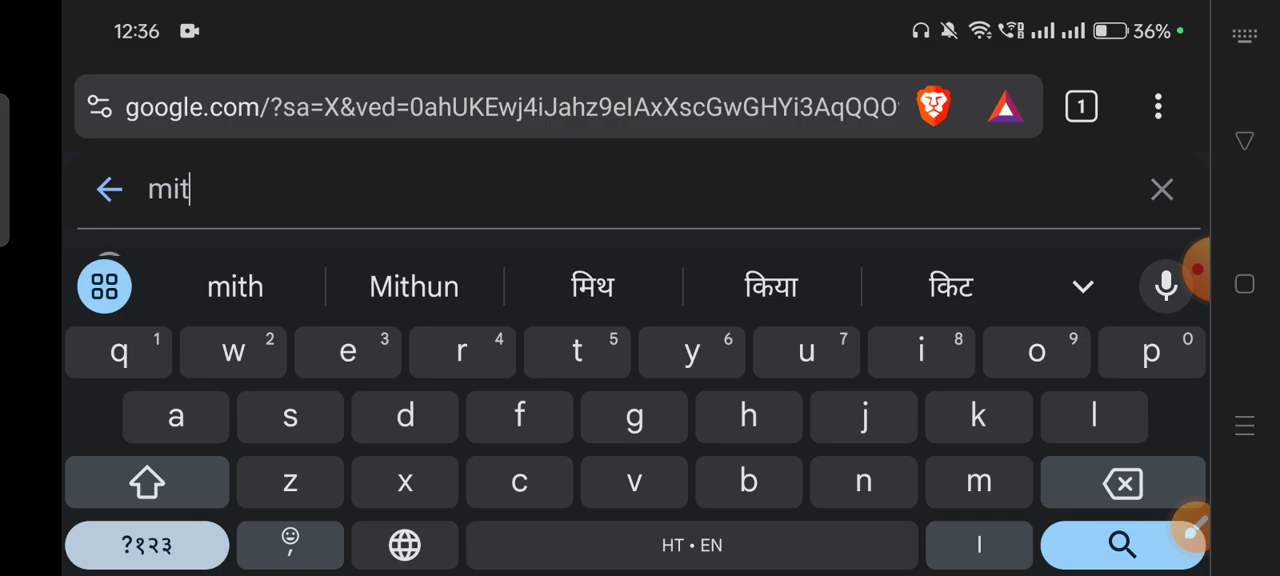 12:36 36%
google.com/?sa=X&ved=0ahUKEwj4iJahz9eIAxXscGwGHYi3AqQQO 1
mit
mith Mithun मिथ किया किट
q 1 w 2 e 3 r 4 t 5 y 6 u 7 i 8 o 9 p 0
a s d f g h j k l
z x c v b n m
?१२३ , HT • EN ।